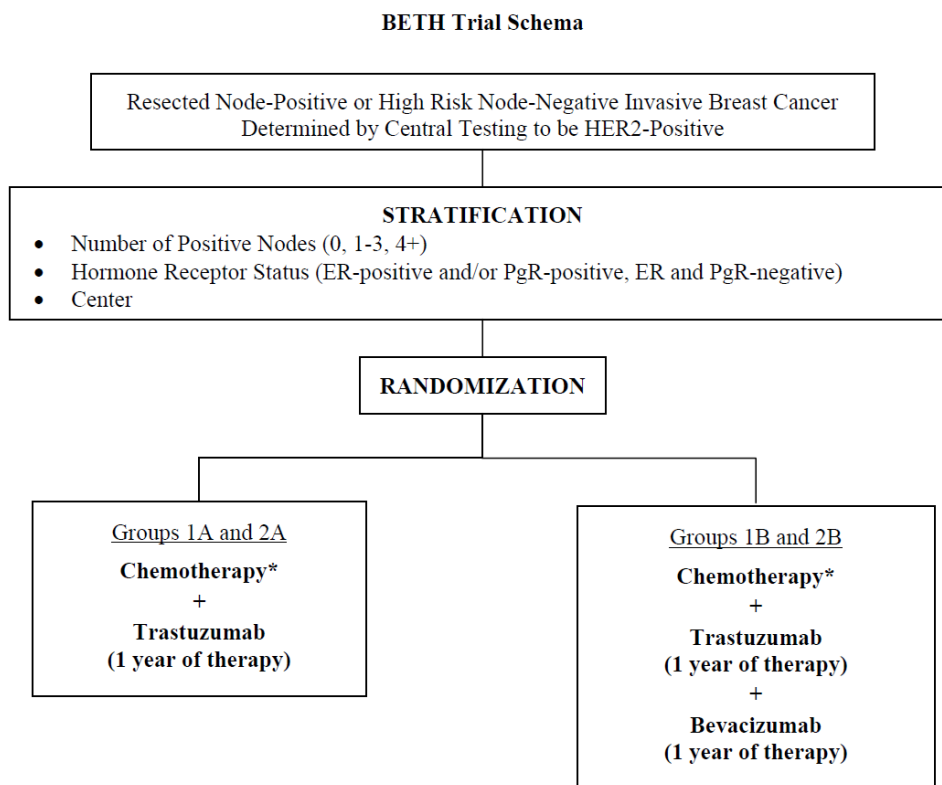 BETH Trial Schema
Resected Node-Positive or High Risk Node-Negative Invasive Breast Cancer
Determined by Central Testing to be HER2-Positive
STRATIFICATION
• Number of Positive Nodes (0, 1-3, 4+)
• Hormone Receptor Status (ER-positive and/or PgR-positive, ER and PgR-negative)
• Center
RANDOMIZATION
Groups 1A and 2A
Chemotherapy*
+
Trastuzumab
(1 year of therapy)
Groups 1B and 2B
Chemotherapy*
+
Trastuzumab
(1 year of therapy)
+
Bevacizumab
(1 year of therapy)